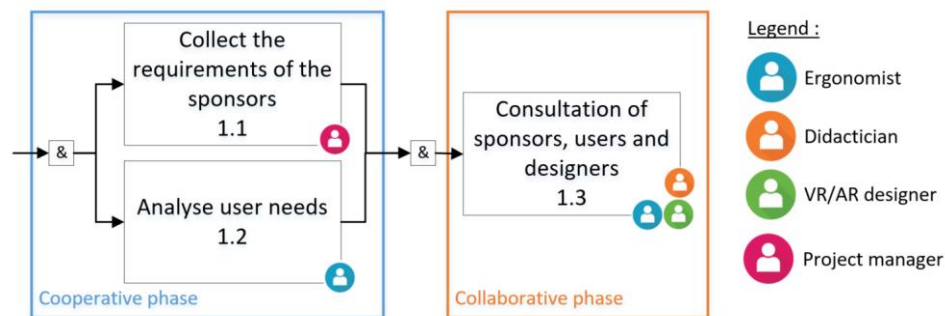 Collect the
requirements of the
sponsors
1.1
&
Analyse user needs
1.2
Cooperative phase
&
Consultation of
sponsors, users and
designers
1.3
Collaborative phase
Legend :
Ergonomist
Didactician
VR/AR designer
Project manager